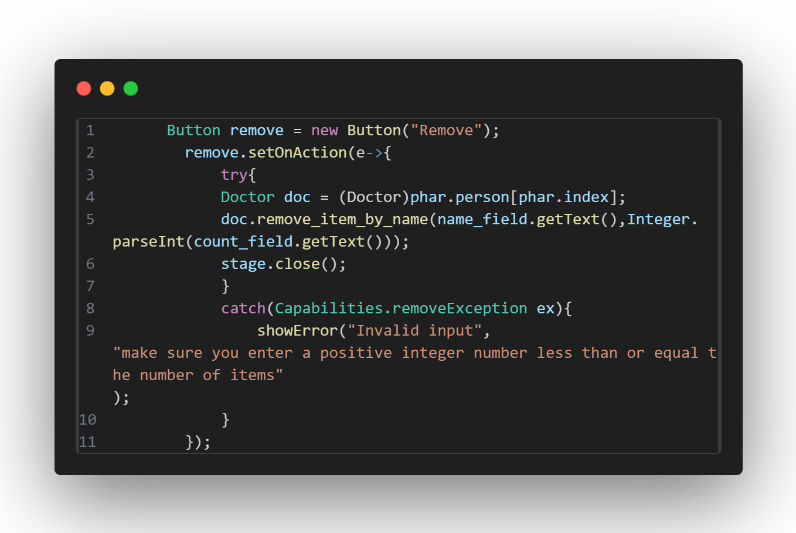 1 Button remove = new Button("Remove");
2 remove.setOnAction(e->{
3 try{
4 Doctor doc = (Doctor)phar.person[phar.index];
5 doc.remove_item_by_name(name_field.getText(),Integer.
parseInt(count_field.getText()));
6 stage.close();
7 }
8 catch(Capabilities.removeException ex){
9 showError("Invalid input",
"make sure you enter a positive integer number less than or equal t
he number of items"
);
10 }
11 });